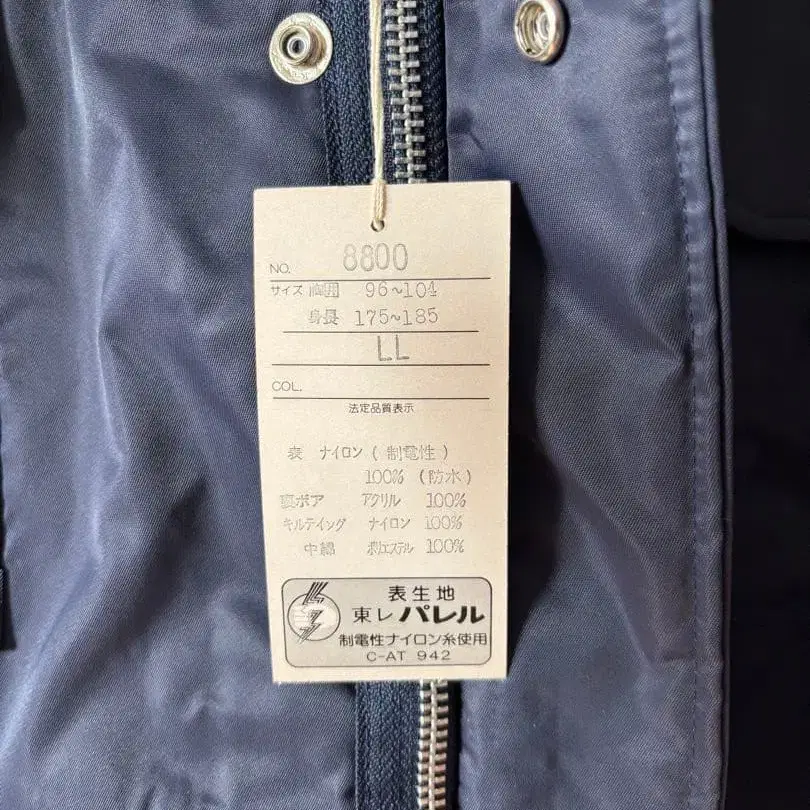 NO. 8800
サイズ 胸囲 96~104
身長 175~185
LL
COL.
法定品質表示
表 ナイロン (制電性)
100% (防水)
裏ボア アクリル 100%
キルテイング ナイロン 100%
中綿 ポリエステル 100%
表生地
東レパレル
制電性ナイロン糸使用
C-AT 942